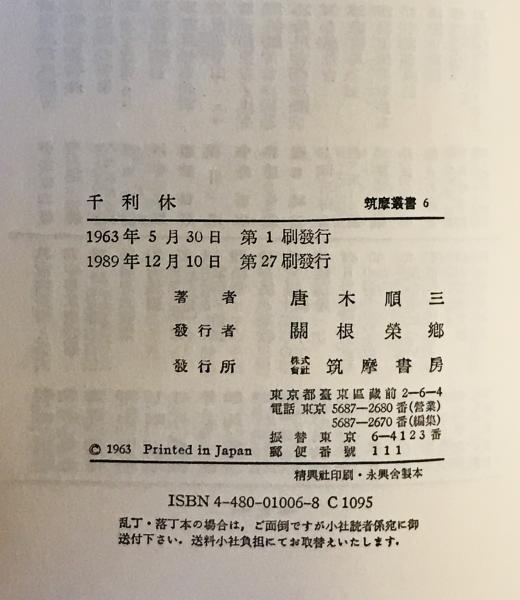 千利休 筑摩叢書 6
1963年 5月30日 第1刷發行
1989年12月10日 第27刷發行
著者 唐木順三
發行者 關根榮鄕
發行所 株式會社 筑摩書房
東京都臺東區藏前2—6—4
電話 東京 5687—2680番(營業)
5687—2670番(編集)
振替東京 6—4123番
© 1963 Printed in Japan 郵便番號 111
精興社印刷・永興舍製本
ISBN 4-480-01006-8 C 1095
乱丁・落丁本の場合は,ご面倒ですが小社読者係宛に御
送付下さい。送料小社負担にてお取替えいたします。